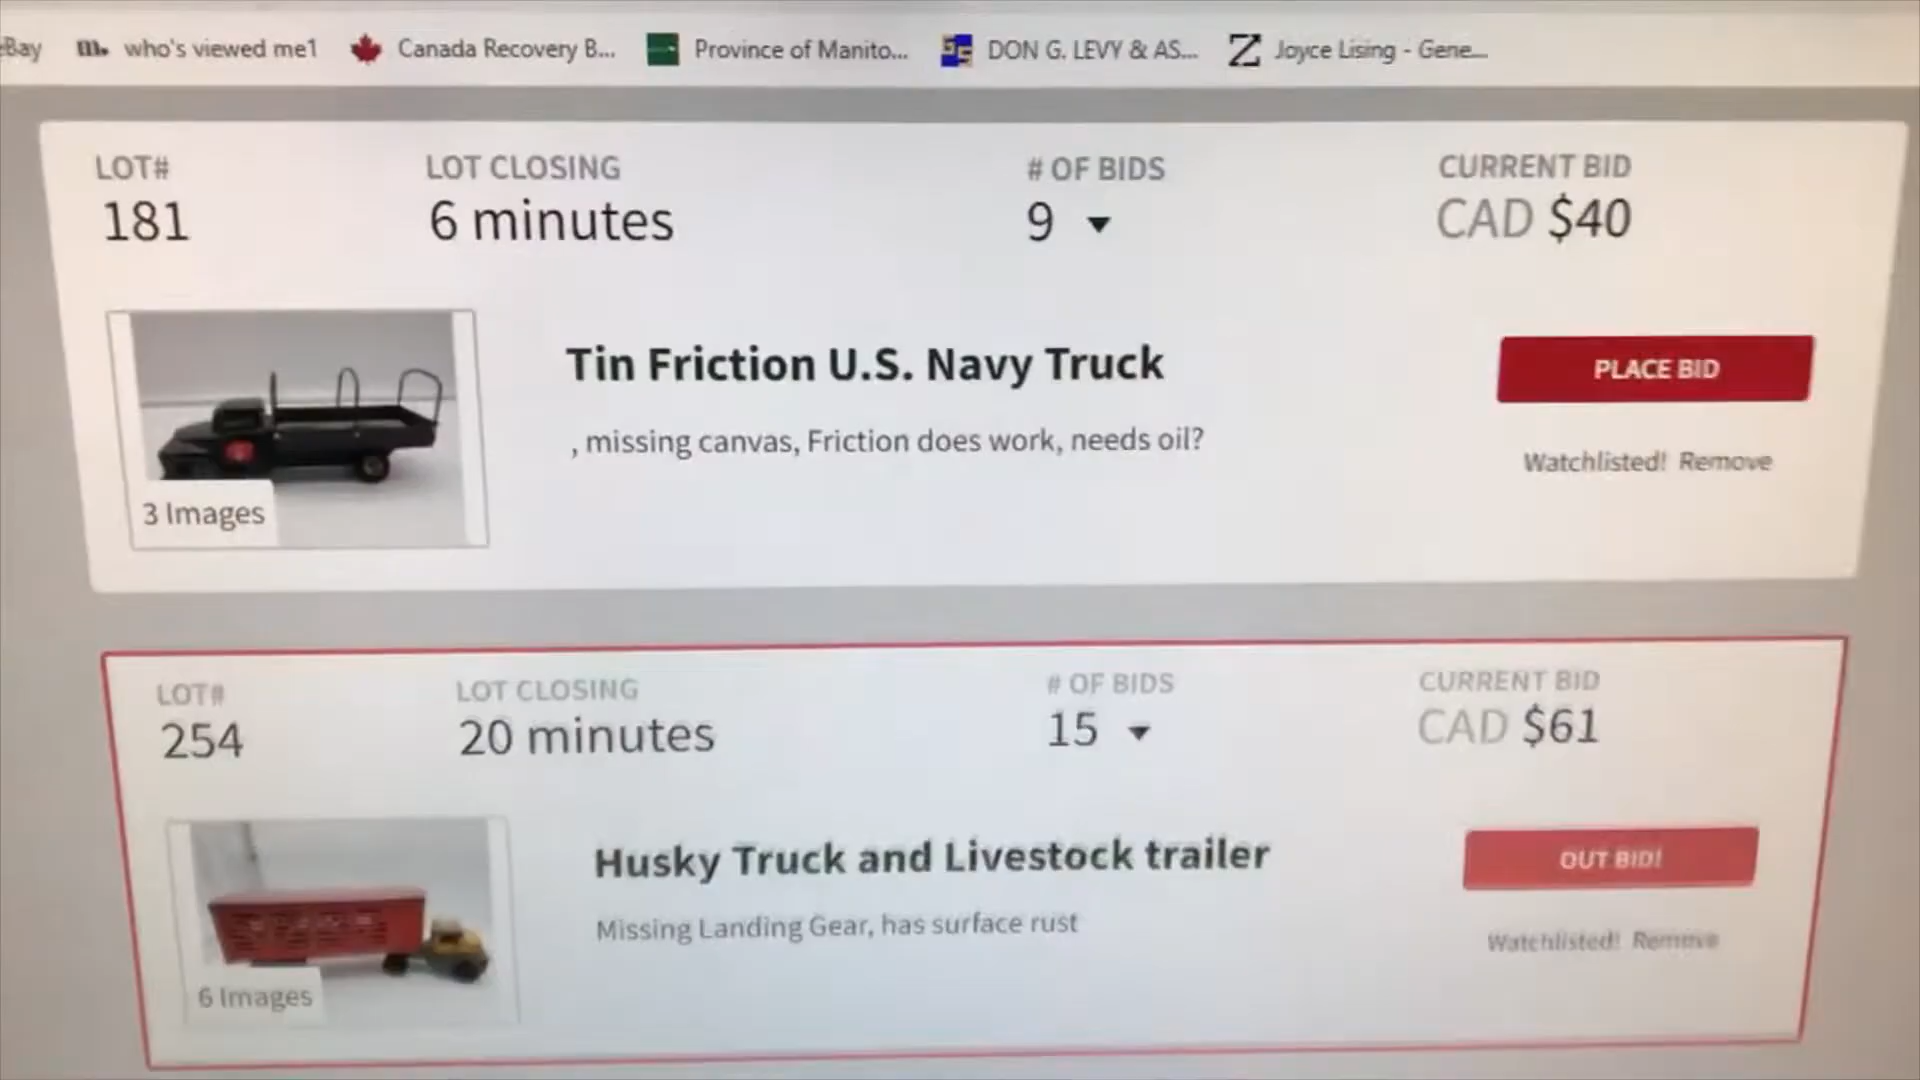 eBay who's viewed me1 Canada Recovery B... Province of Manito... DON G. LEVY & AS... Joyce Lising - Gene...
LOT# LOT CLOSING # OF BIDS CURRENT BID
181 6 minutes 9 CAD $40
Tin Friction U.S. Navy Truck
PLACE BID
, missing canvas, Friction does work, needs oil?
Watchlisted! Remove
3 Images
LOT# LOT CLOSING # OF BIDS CURRENT BID
254 20 minutes 15 CAD $61
Husky Truck and Livestock trailer
OUT BID!
Missing Landing Gear, has surface rust
Watchlisted! Remove
6 Images